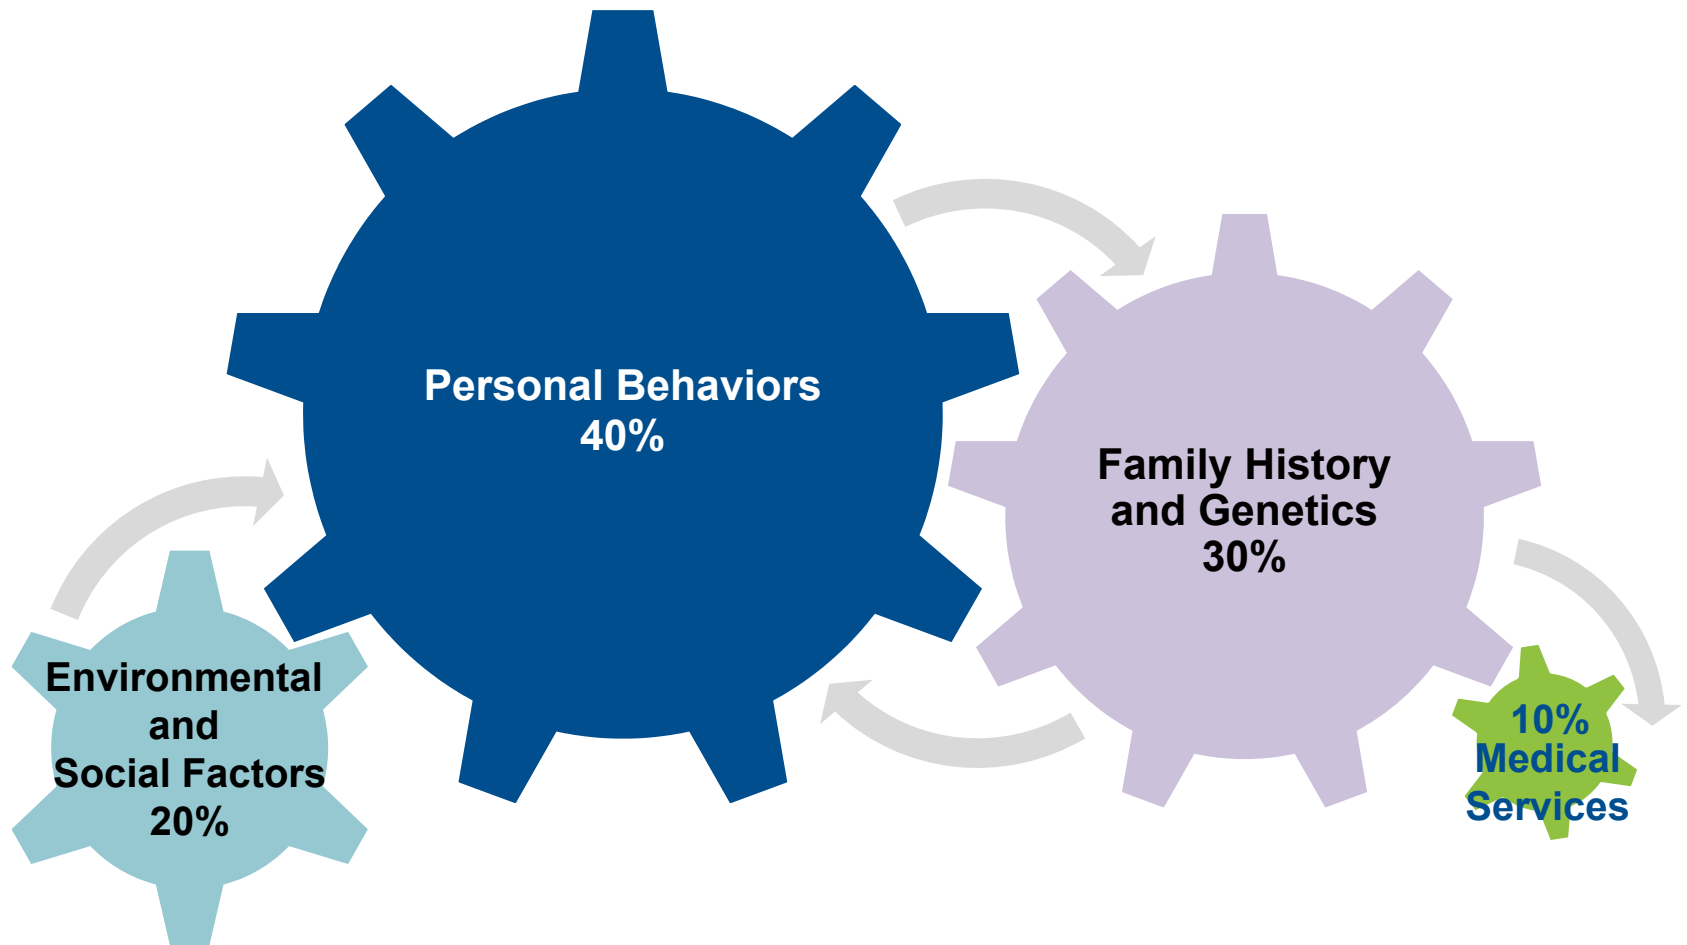 Personal Behaviors
40%
Family History
and Genetics
30%
Environmental
and
Social Factors
20%
10%
Medical
Services